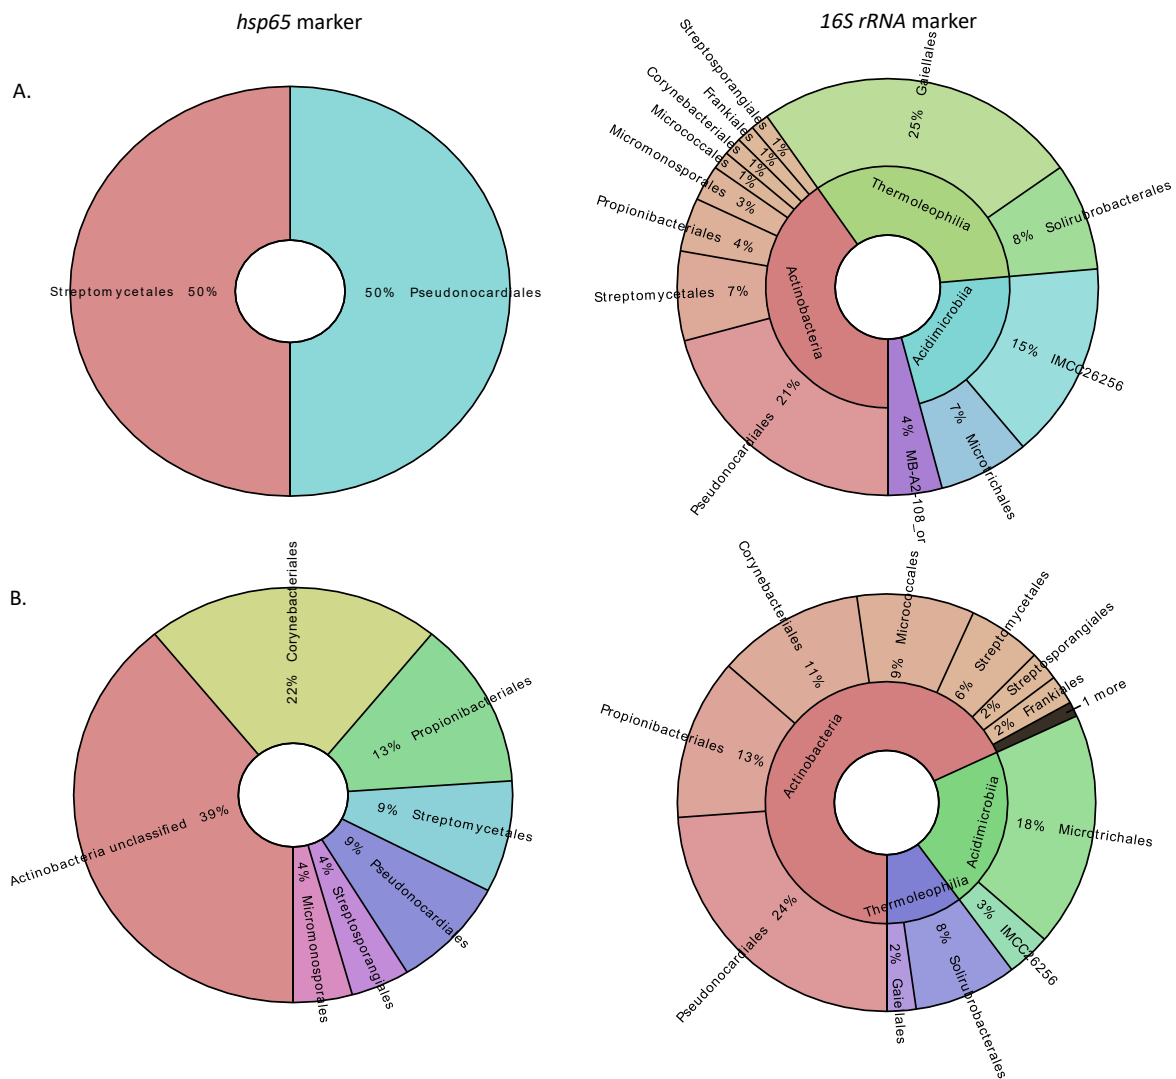 hsp65 marker
16S rRNA marker
A.
Streptomycetales 50%
50% Pseudonocardiales
Streptosporangiales 1%
Frankiales 1%
Corynebacteriales 1%
Micrococcales 1%
Micromonosporales 3%
Propionibacteriales 4%
Streptomycetales 7%
Pseudonocardiales 21%
25% Gaiellales
8% Solirubrobacterales
15% IMCC26256
7% Microtrichales
4% MB-A2-108_or
Thermoleophilia
Actinobacteria
Acidimicrobiia
B.
22% Corynebacteriales
13% Propionibacteriales
9% Streptomycetales
9% Pseudonocardiales
4% Streptosporangiales
4% Micromonosporales
Actinobacteria unclassified 39%
Corynebacteriales 11%
9% Micrococcales
6% Streptomycetales
2% Streptosporangiales
2% Frankiales
1 more
Propionibacteriales 13%
Pseudonocardiales 24%
18% Microtrichales
3% IMCC26256
8% Solirubrobacterales
2% Gaiellales
Actinobacteria
Acidimicrobiia
Thermoleophilia